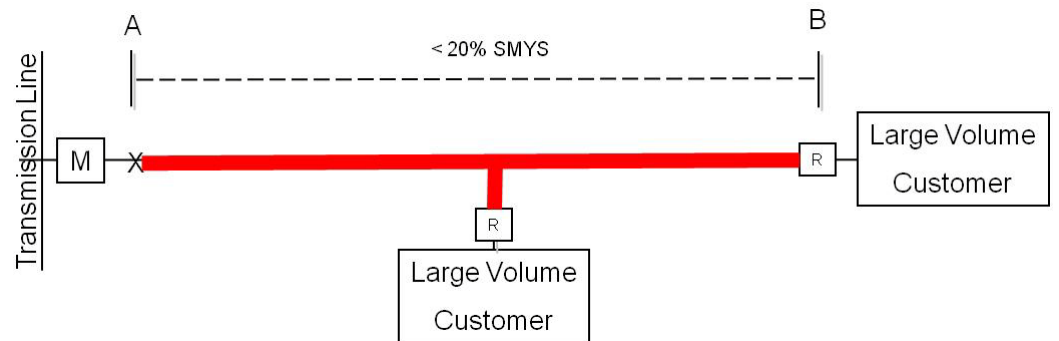 A
B
< 20% SMYS
Transmission Line
M
X
R
Large Volume
Customer
R
Large Volume
Customer